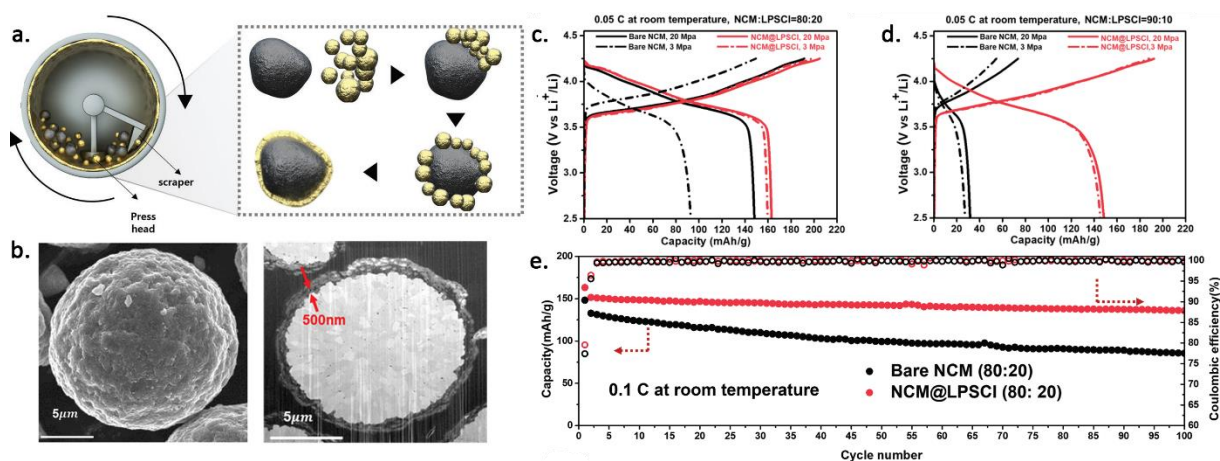 a.
scraper
Press
head
b.
5μm
500nm
5μm
c.
0.05 C at room temperature, NCM:LPSCl=80:20
Bare NCM, 20 Mpa
NCM@LPSCl, 20 Mpa
Bare NCM, 3 Mpa
NCM@LPSCl, 3 Mpa
Voltage (V vs Li+/Li)
4.5
4.0
3.5
3.0
2.5
0 20 40 60 80 100 120 140 160 180 200 220
Capacity (mAh/g)
d.
0.05 C at room temperature, NCM:LPSCl=90:10
Bare NCM, 20 Mpa
NCM@LPSCl, 20 Mpa
Bare NCM, 3 Mpa
NCM@LPSCl,3 Mpa
Voltage (V vs Li+/Li)
4.5
4.0
3.5
3.0
2.5
0 20 40 60 80 100 120 140 160 180 200 220
Capacity (mAh/g)
e.
Capacity(mAh/g)
200
150
100
50
0
0.1 C at room temperature
Bare NCM (80:20)
NCM@LPSCl (80: 20)
100
95
90
85
80
75
70
65
60
Coulombic efficiency(%)
0 5 10 15 20 25 30 35 40 45 50 55 60 65 70 75 80 85 90 95 100
Cycle number